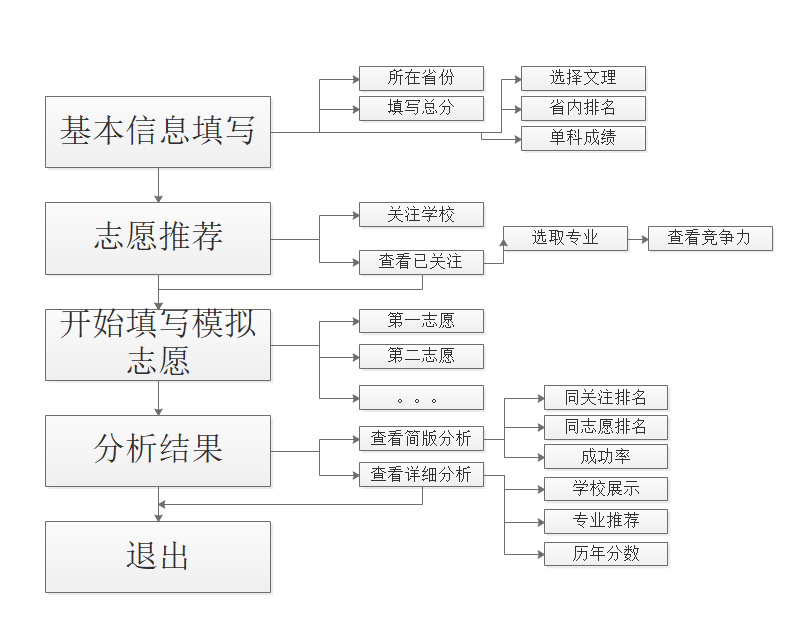 基本信息填写
所在省份
填写总分
选择文理
省内排名
单科成绩
志愿推荐
关注学校
查看已关注
选取专业
查看竞争力
开始填写模拟
志愿
第一志愿
第二志愿
。。。
分析结果
查看简版分析
同关注排名
同志愿排名
成功率
查看详细分析
学校展示
专业推荐
历年分数
退出